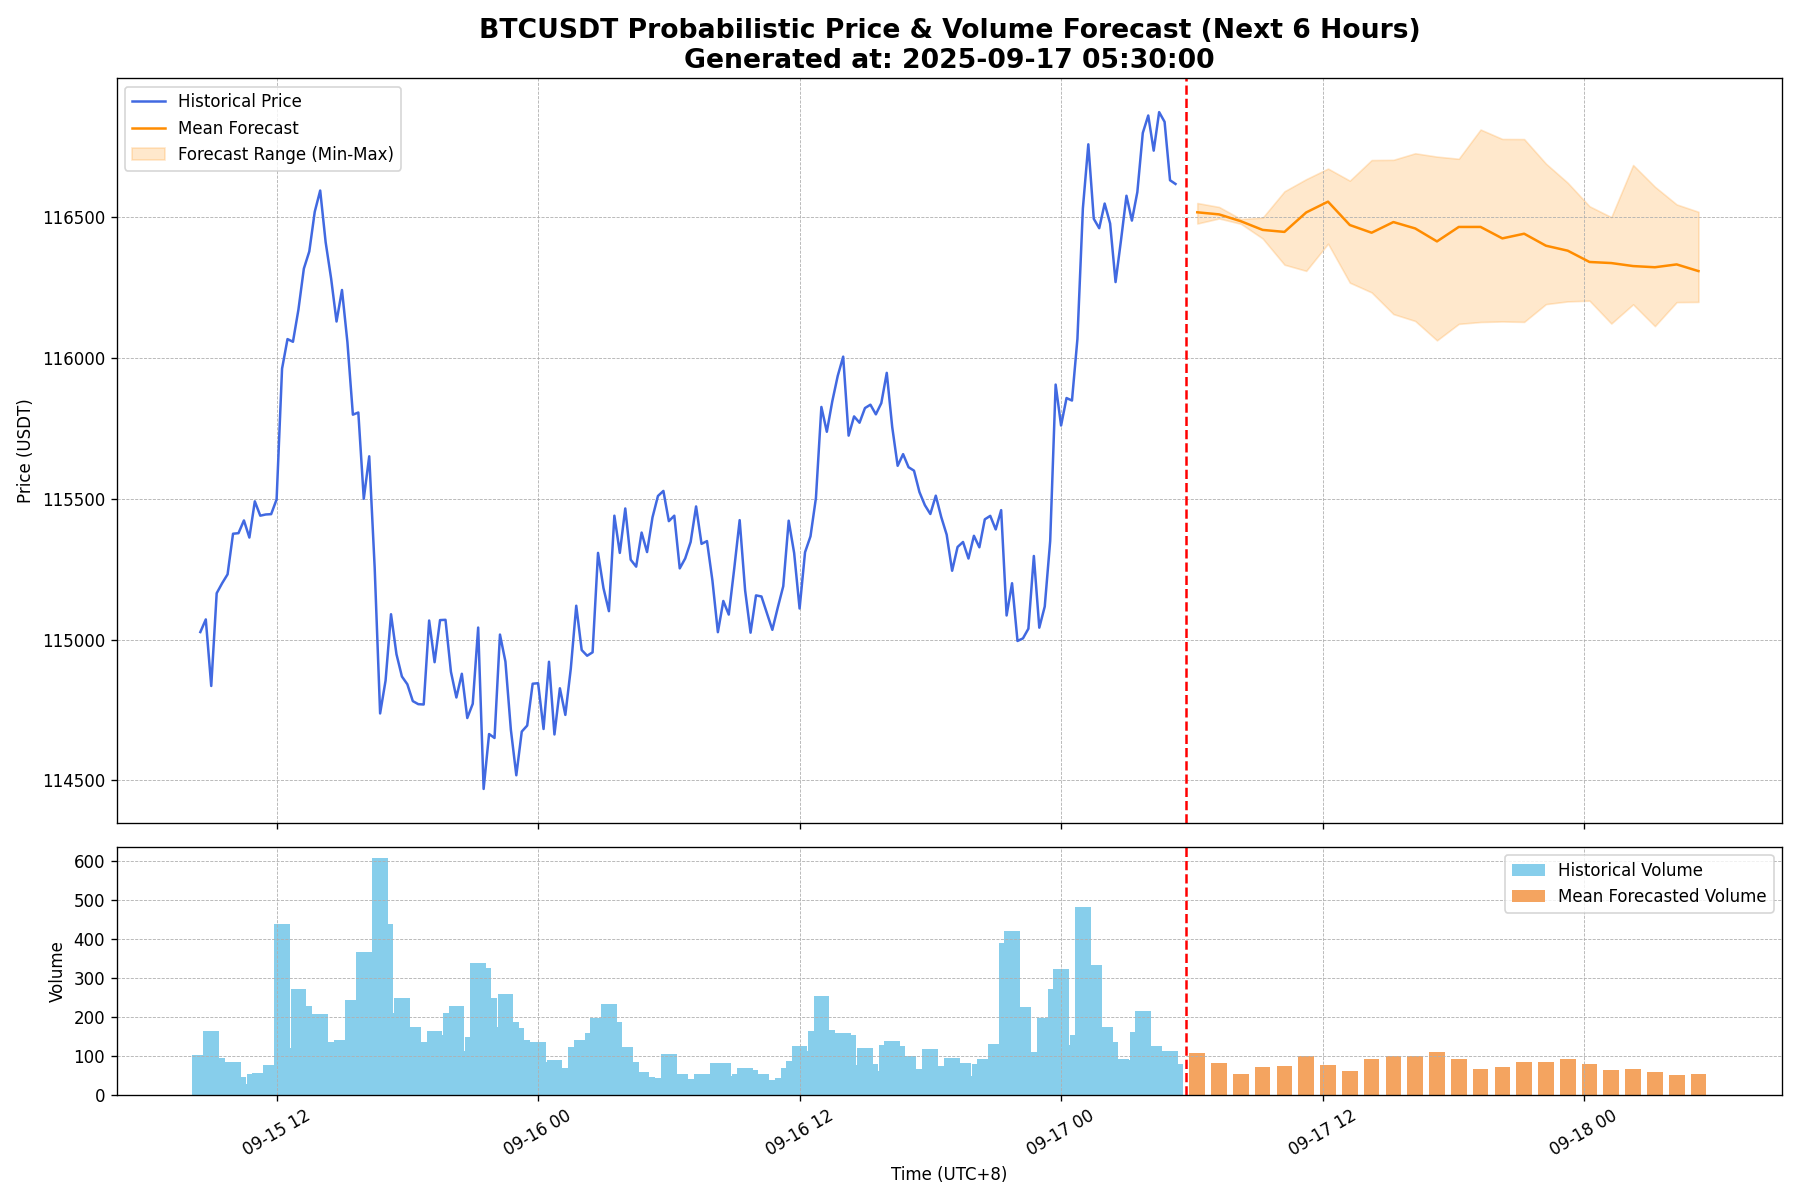 BTCUSDT Probabilistic Price & Volume Forecast (Next 6 Hours)
Generated at: 2025-09-17 05:30:00
Historical Price
Mean Forecast
Forecast Range (Min-Max)
116500
116000
115500
115000
114500
Price (USDT)
Historical Volume
Mean Forecasted Volume
600
500
400
300
200
100
0
Volume
09-15 12
09-16 00
09-16 12
09-17 00
09-17 12
09-18 00
Time (UTC+8)